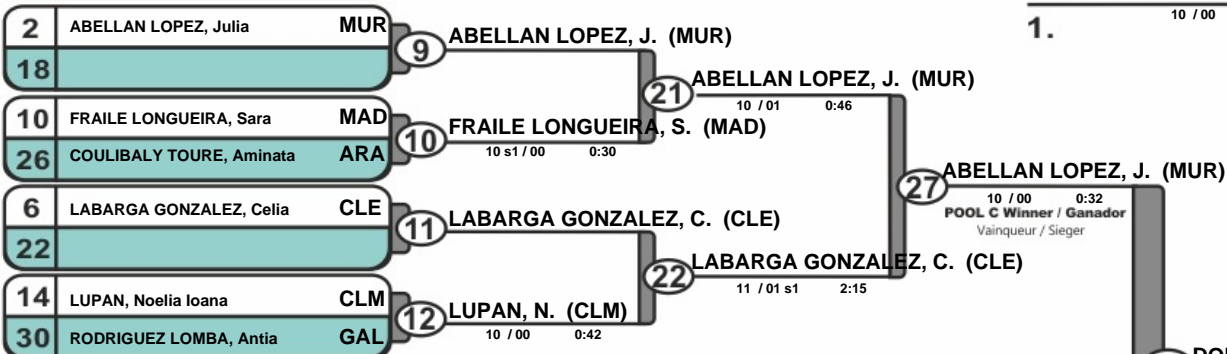 10 / 00
1.
2 ABELLAN LOPEZ, Julia MUR
18
9
ABELLAN LOPEZ, J. (MUR)
21
ABELLAN LOPEZ, J. (MUR)
10 / 01 0:46
10 FRAILE LONGUEIRA, Sara MAD
26 COULIBALY TOURE, Aminata ARA
10
FRAILE LONGUEIRA, S. (MAD)
10 s1 / 00 0:30
27
ABELLAN LOPEZ, J. (MUR)
10 / 00 0:32
POOL C Winner / Ganador
Vainqueur / Sieger
6 LABARGA GONZALEZ, Celia CLE
22
11
LABARGA GONZALEZ, C. (CLE)
22
LABARGA GONZALEZ, C. (CLE)
11 / 01 s1 2:15
14 LUPAN, Noelia Ioana CLM
30 RODRIGUEZ LOMBA, Antia GAL
12
LUPAN, N. (CLM)
10 / 00 0:42